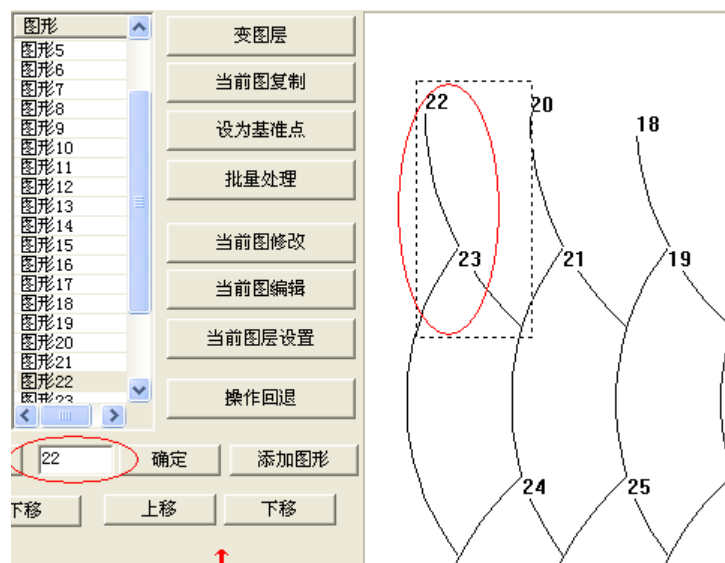 图形
图形5
图形6
图形7
图形8
图形9
图形10
图形11
图形12
图形13
图形14
图形15
图形16
图形17
图形18
图形19
图形20
图形21
图形22
图形23
变图层
当前图复制
设为基准点
批量处理
当前图修改
当前图编辑
当前图层设置
操作回退
22
确定
添加图形
下移
上移
下移
22
20
18
23
21
19
24
25